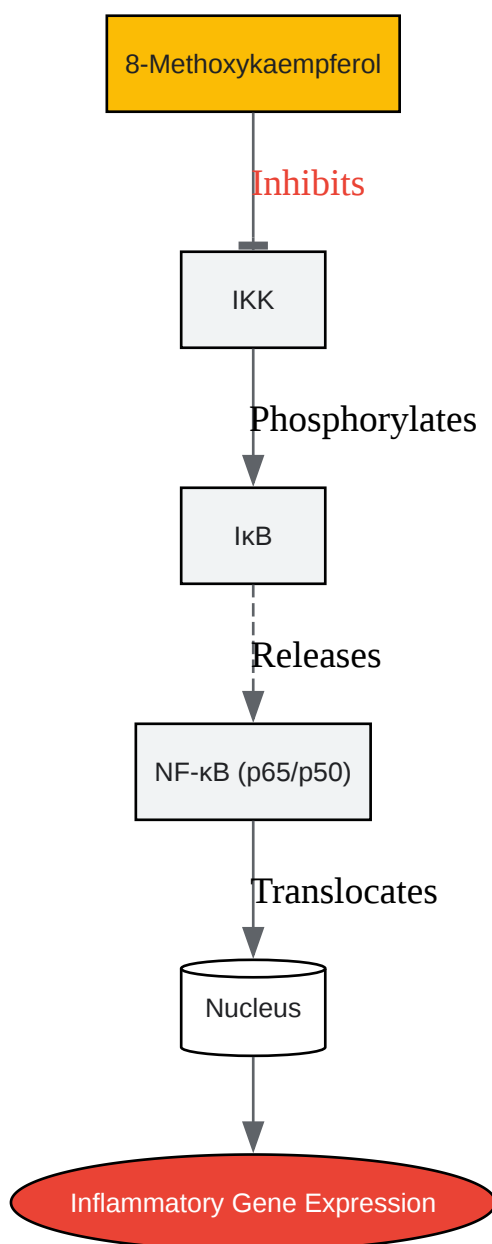 8-Methoxykaempferol
Inhibits
IKK
Phosphorylates
IκB
Releases
NF-κB (p65/p50)
Translocates
Nucleus
Inflammatory Gene Expression